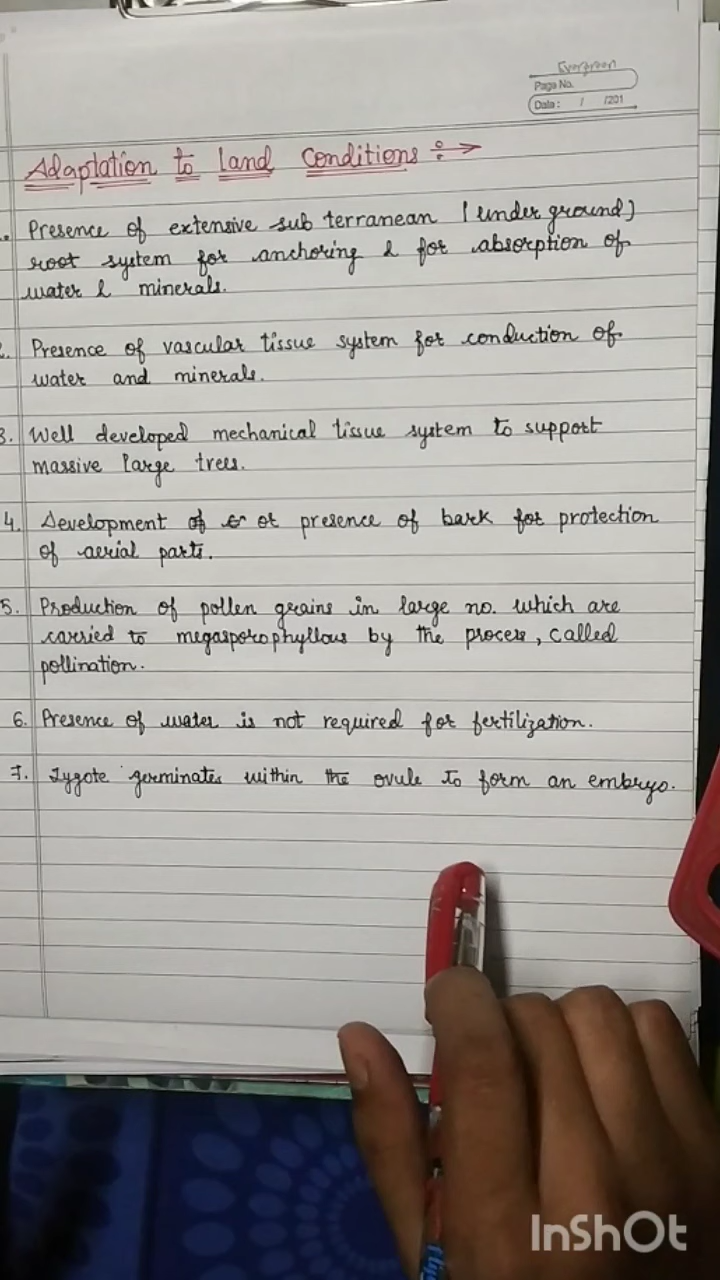 Evergreen
Page No.
Date : / /201
Adaptation to land Conditions ÷→
Presence of extensive sub terranean (under ground)
root system for anchoring & for absorption of
water & minerals.
2. Presence of vascular tissue system for conduction of
water and minerals.
3. Well developed mechanical tissue system to support
massive large trees.
4. Development of or presence of bark for protection
of aerial parts.
5. Production of pollen grains in large no. which are
carried to megasporophyllous by the process, called
pollination.
6. Presence of water is not required for fertilization.
7. Zygote germinates within the ovule to form an embryo.
InShOt